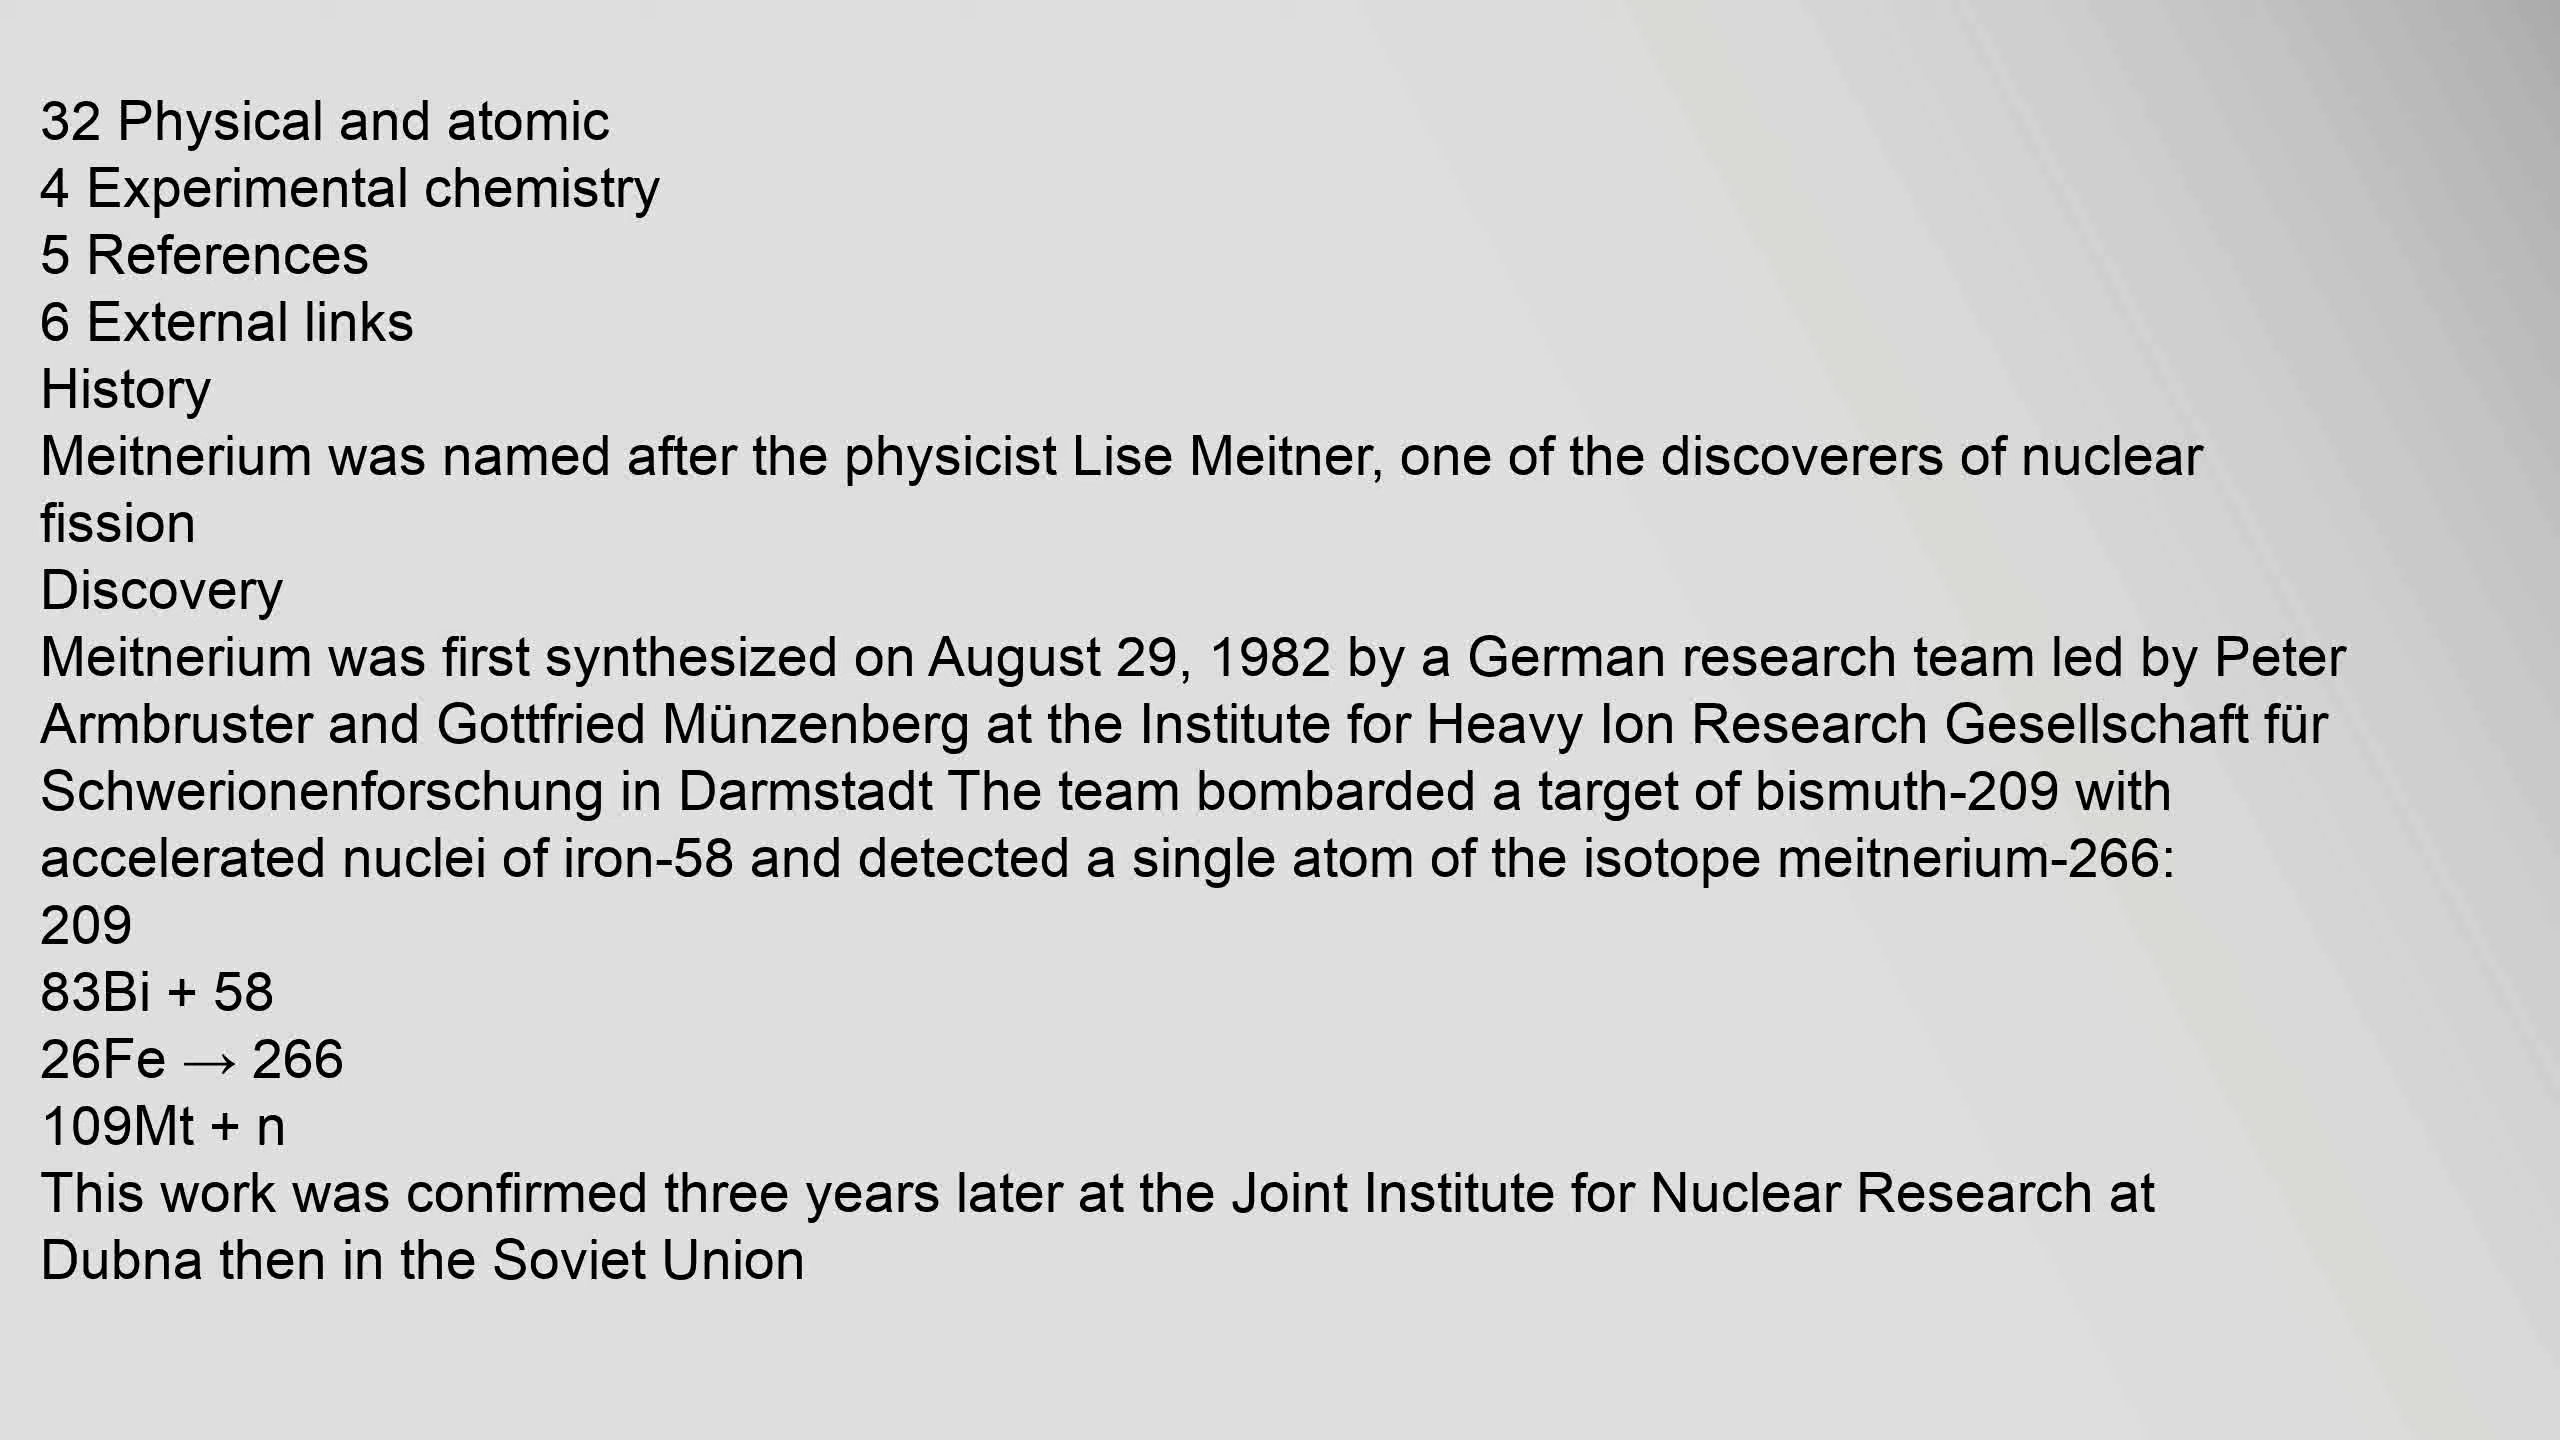 32 Physical and atomic
4 Experimental chemistry
5 References
6 External links
History
Meitnerium was named after the physicist Lise Meitner, one of the discoverers of nuclear
fission
Discovery
Meitnerium was first synthesized on August 29, 1982 by a German research team led by Peter
Armbruster and Gottfried Münzenberg at the Institute for Heavy Ion Research Gesellschaft für
Schwerionenforschung in Darmstadt The team bombarded a target of bismuth-209 with
accelerated nuclei of iron-58 and detected a single atom of the isotope meitnerium-266:
209
83Bi + 58
26Fe → 266
109Mt + n
This work was confirmed three years later at the Joint Institute for Nuclear Research at
Dubna then in the Soviet Union